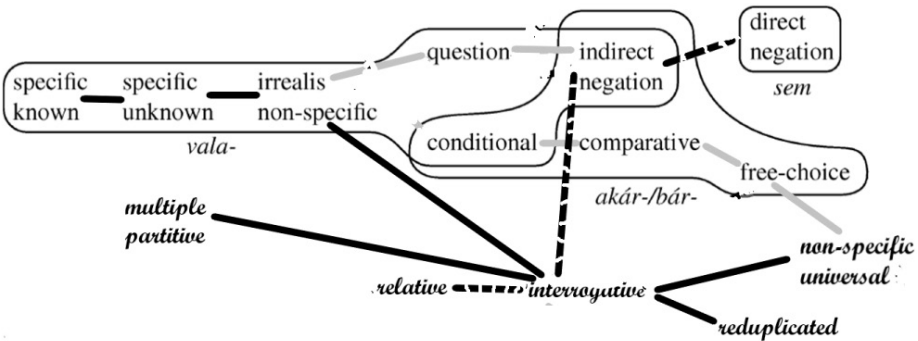 specific known
specific unknown
irrealis non-specific
question
indirect negation
direct negation
sem
vala-
conditional
comparative
free-choice
akár-/bár-
multiple partitive
non-specific universal
relative
interrogative
reduplicated